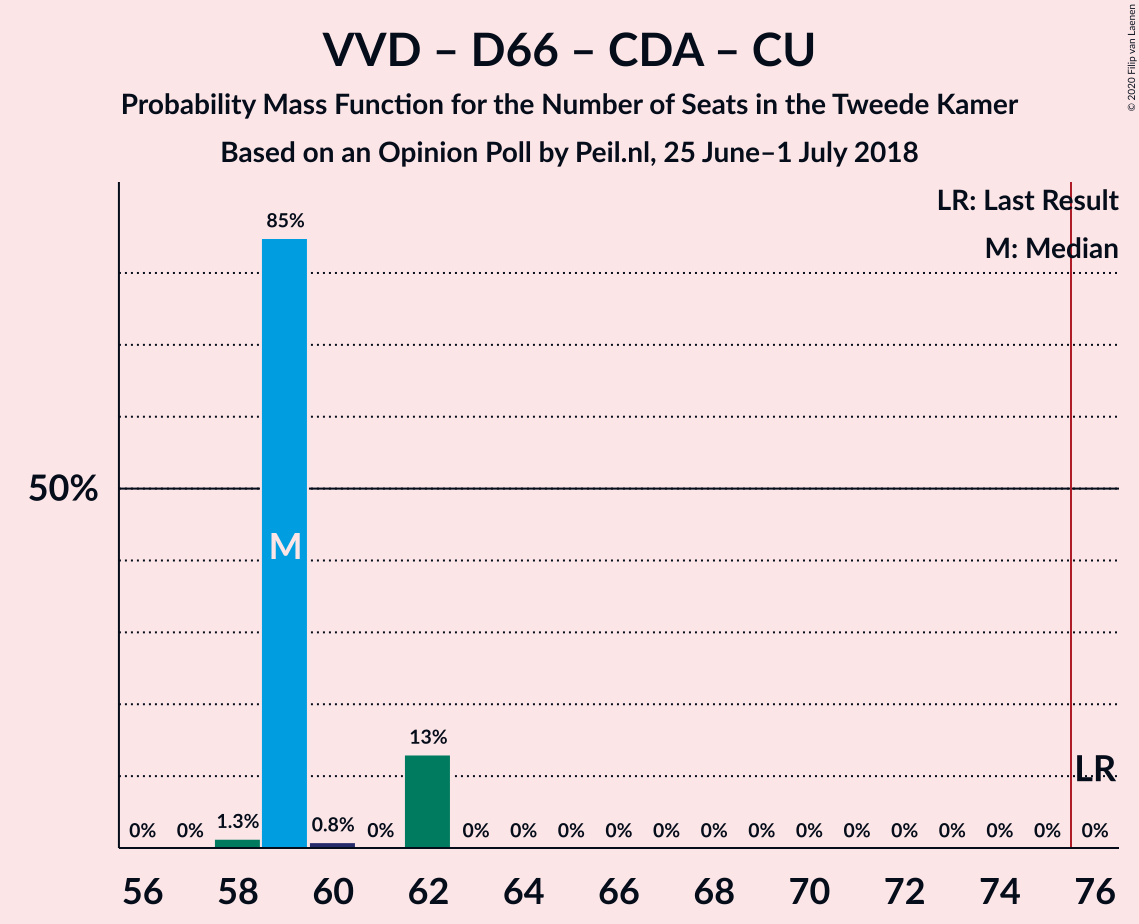 VVD – D66 – CDA – CU
Probability Mass Function for the Number of Seats in the Tweede Kamer
Based on an Opinion Poll by Peil.nl, 25 June–1 July 2018
© 2020 Filip van Laenen
LR: Last Result
M: Median
85%
50%
M
13%
LR
0% 0% 1.3% 0.8% 0% 0% 0% 0% 0% 0% 0% 0% 0% 0% 0% 0% 0% 0%
56 58 60 62 64 66 68 70 72 74 76